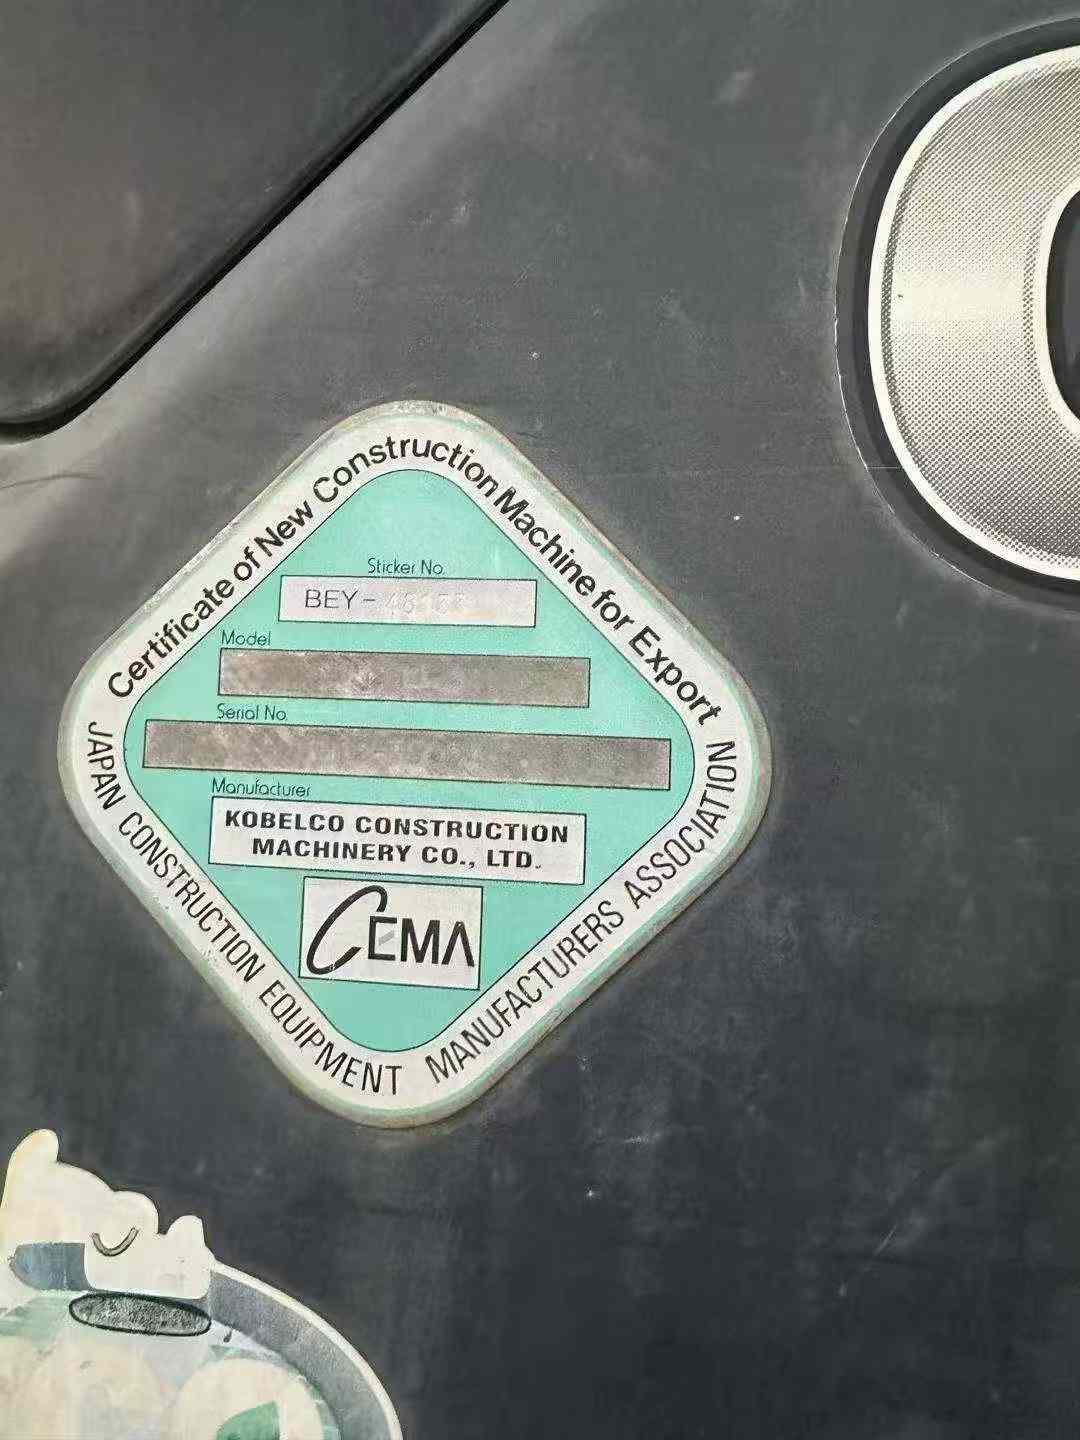 Certificate of New Construction Machine for Export
Sticker No.
BEY-
Model
Serial No.
Manufacturer
KOBELCO CONSTRUCTION
MACHINERY CO., LTD.
CEMA
JAPAN CONSTRUCTION EQUIPMENT MANUFACTURERS ASSOCIATION